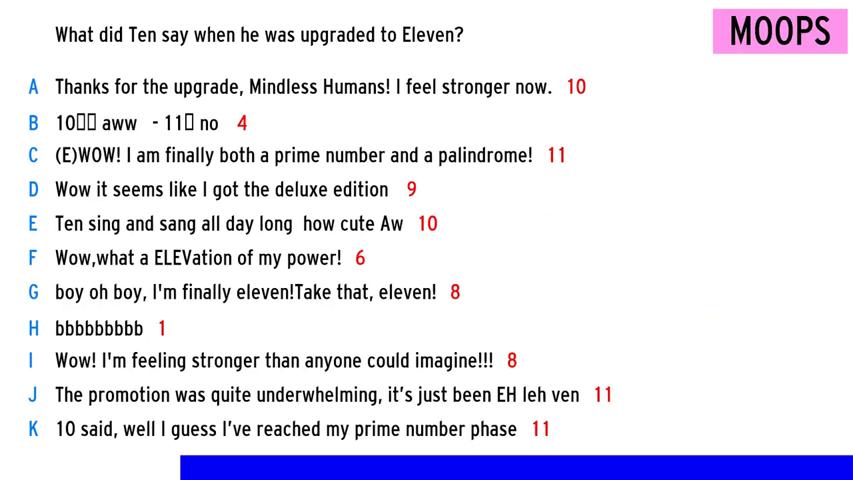 What did Ten say when he was upgraded to Eleven?
MOOPS
A Thanks for the upgrade, Mindless Humans! I feel stronger now. 10
B 10▯▯ aww - 11▯ no 4
C (E)WOW! I am finally both a prime number and a palindrome! 11
D Wow it seems like I got the deluxe edition 9
E Ten sing and sang all day long how cute Aw 10
F Wow,what a ELEVation of my power! 6
G boy oh boy, I'm finally eleven!Take that, eleven! 8
H bbbbbbbbb 1
I Wow! I'm feeling stronger than anyone could imagine!!! 8
J The promotion was quite underwhelming, it’s just been EH leh ven 11
K 10 said, well I guess I’ve reached my prime number phase 11